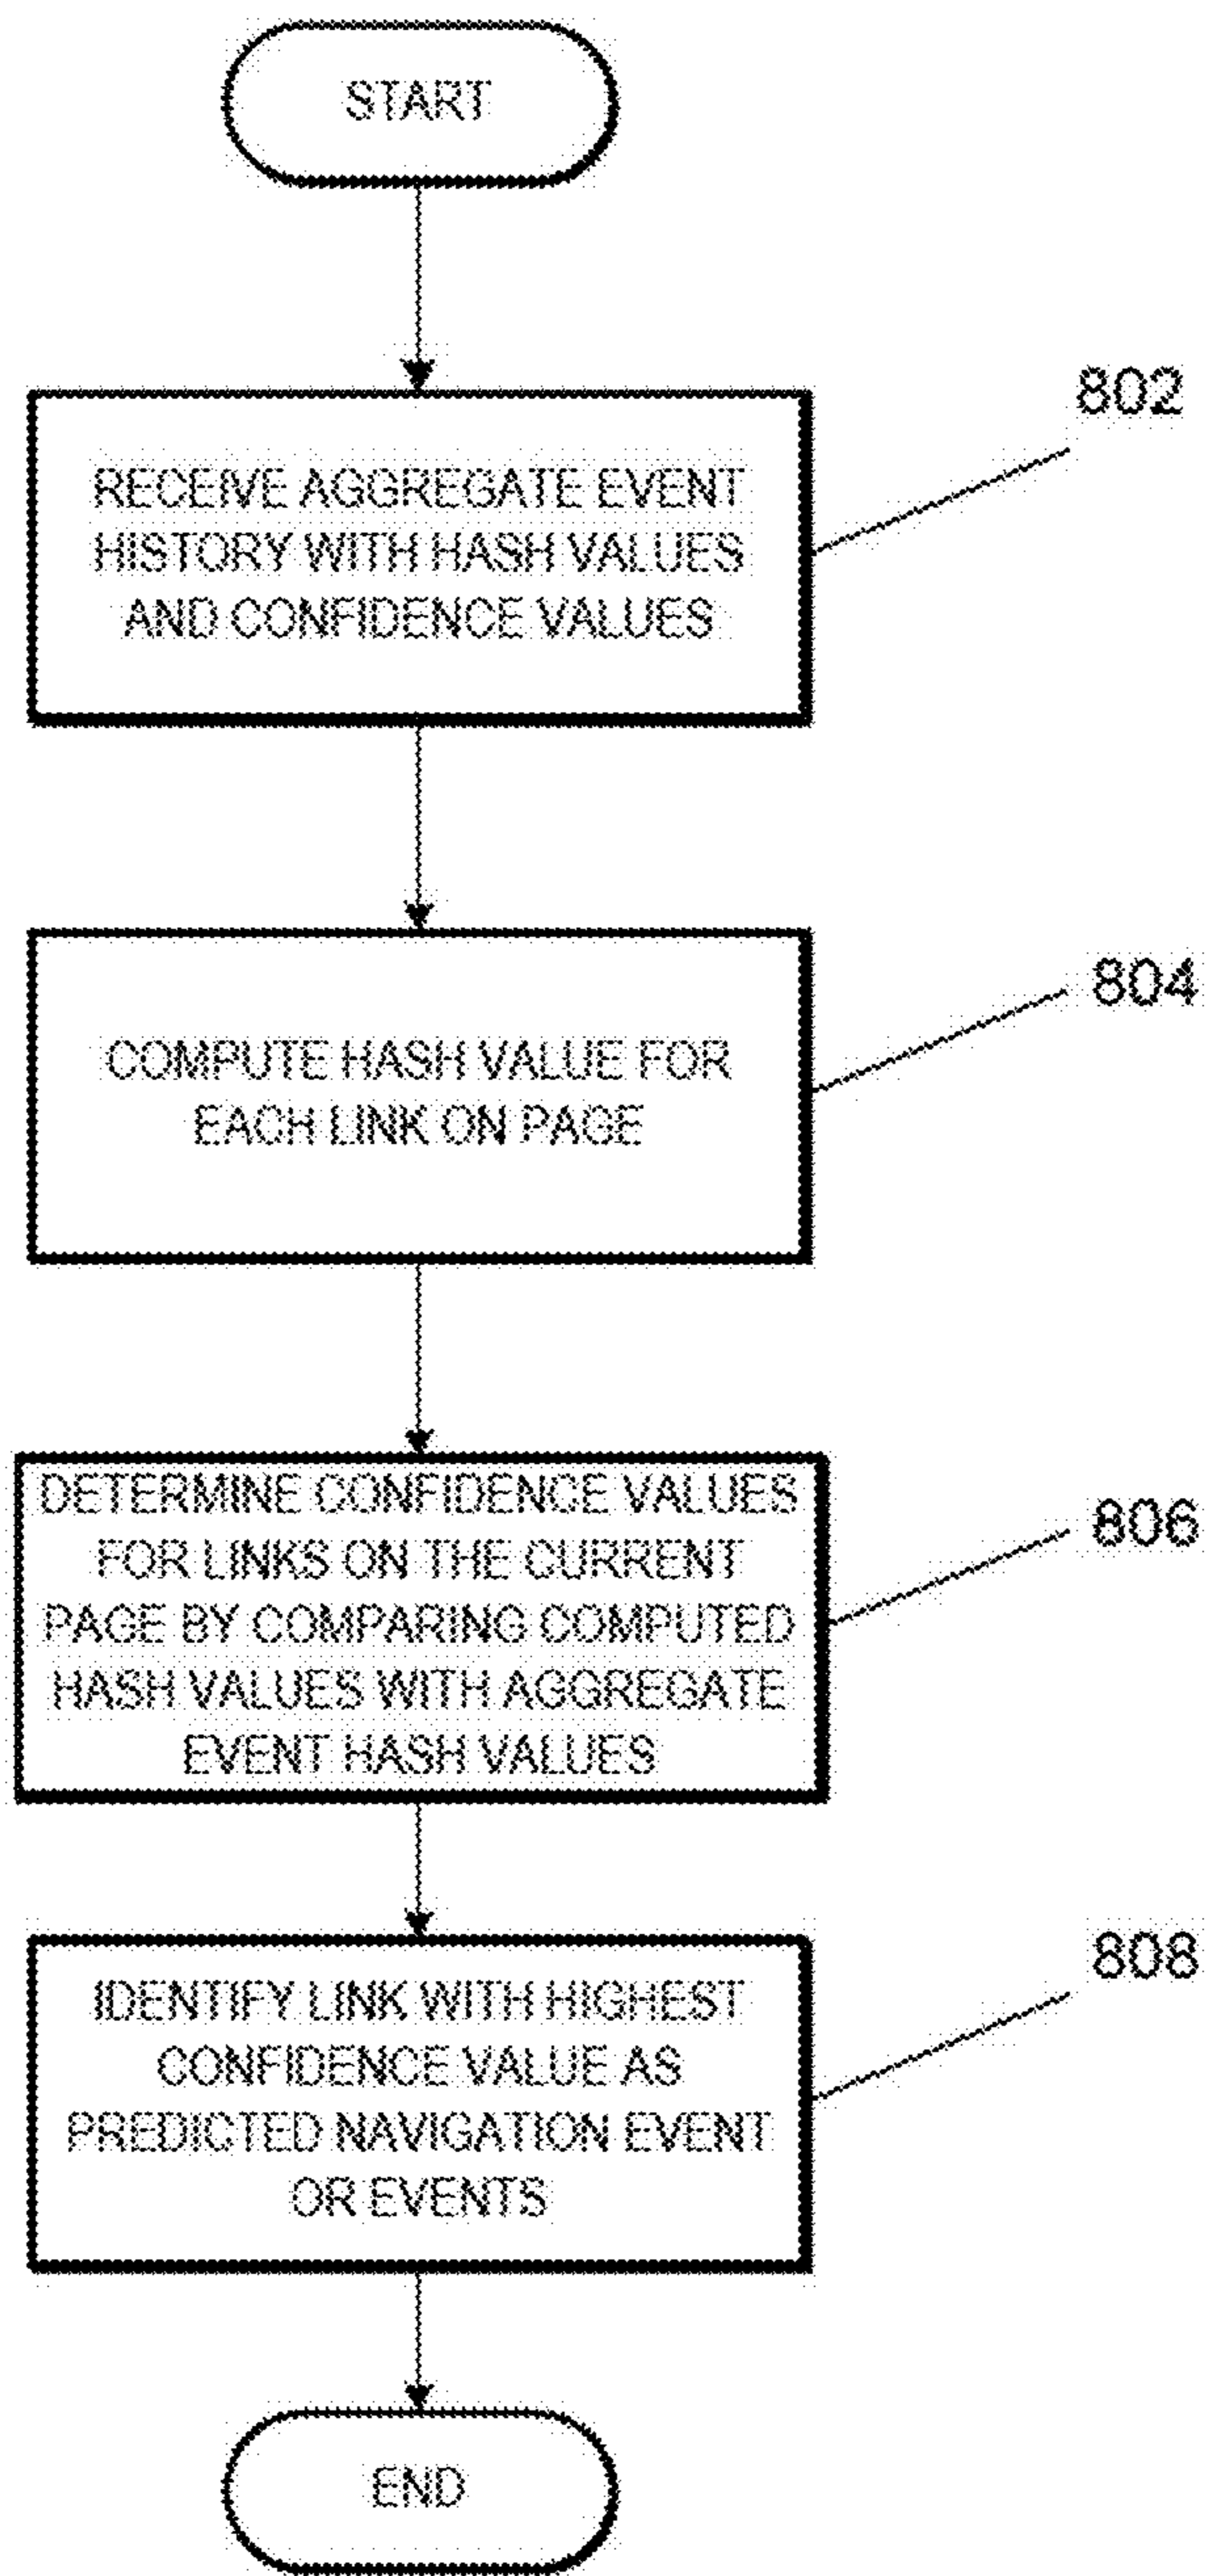 START
802
RECEIVE AGGREGATE EVENT
HISTORY WITH HASH VALUES
AND CONFIDENCE VALUES
804
COMPUTE HASH VALUE FOR
EACH LINK ON PAGE
806
DETERMINE CONFIDENCE VALUES
FOR LINKS ON THE CURRENT
PAGE BY COMPARING COMPUTED
HASH VALUES WITH AGGREGATE
EVENT HASH VALUES
808
IDENTIFY LINK WITH HIGHEST
CONFIDENCE VALUE AS
PREDICTED NAVIGATION EVENT
OR EVENTS
END